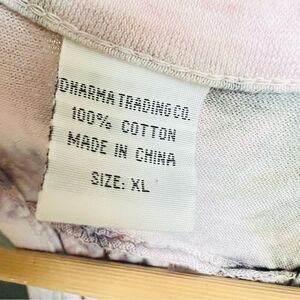 DHARMA TRADING CO.
100% COTTON
MADE IN CHINA
SIZE: XL